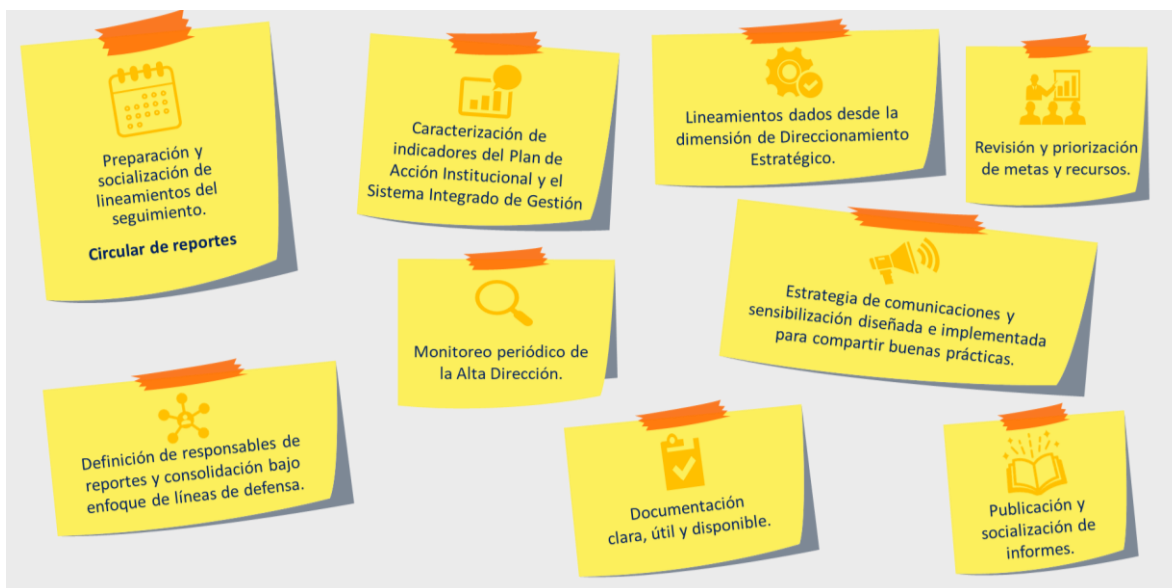 Preparación y
socialización de
lineamientos del
seguimiento.
Circular de reportes
Caracterización de
indicadores del Plan de
Acción Institucional y el
Sistema Integrado de Gestión
Lineamientos dados desde la
dimensión de Direccionamiento
Estratégico.
Revisión y priorización
de metas y recursos.
Monitoreo periódico de
la Alta Dirección.
Estrategia de comunicaciones y
sensibilización diseñada e implementada
para compartir buenas prácticas.
Definición de responsables de
reportes y consolidación bajo
enfoque de líneas de defensa.
Documentación
clara, útil y disponible.
Publicación y
socialización de
informes.